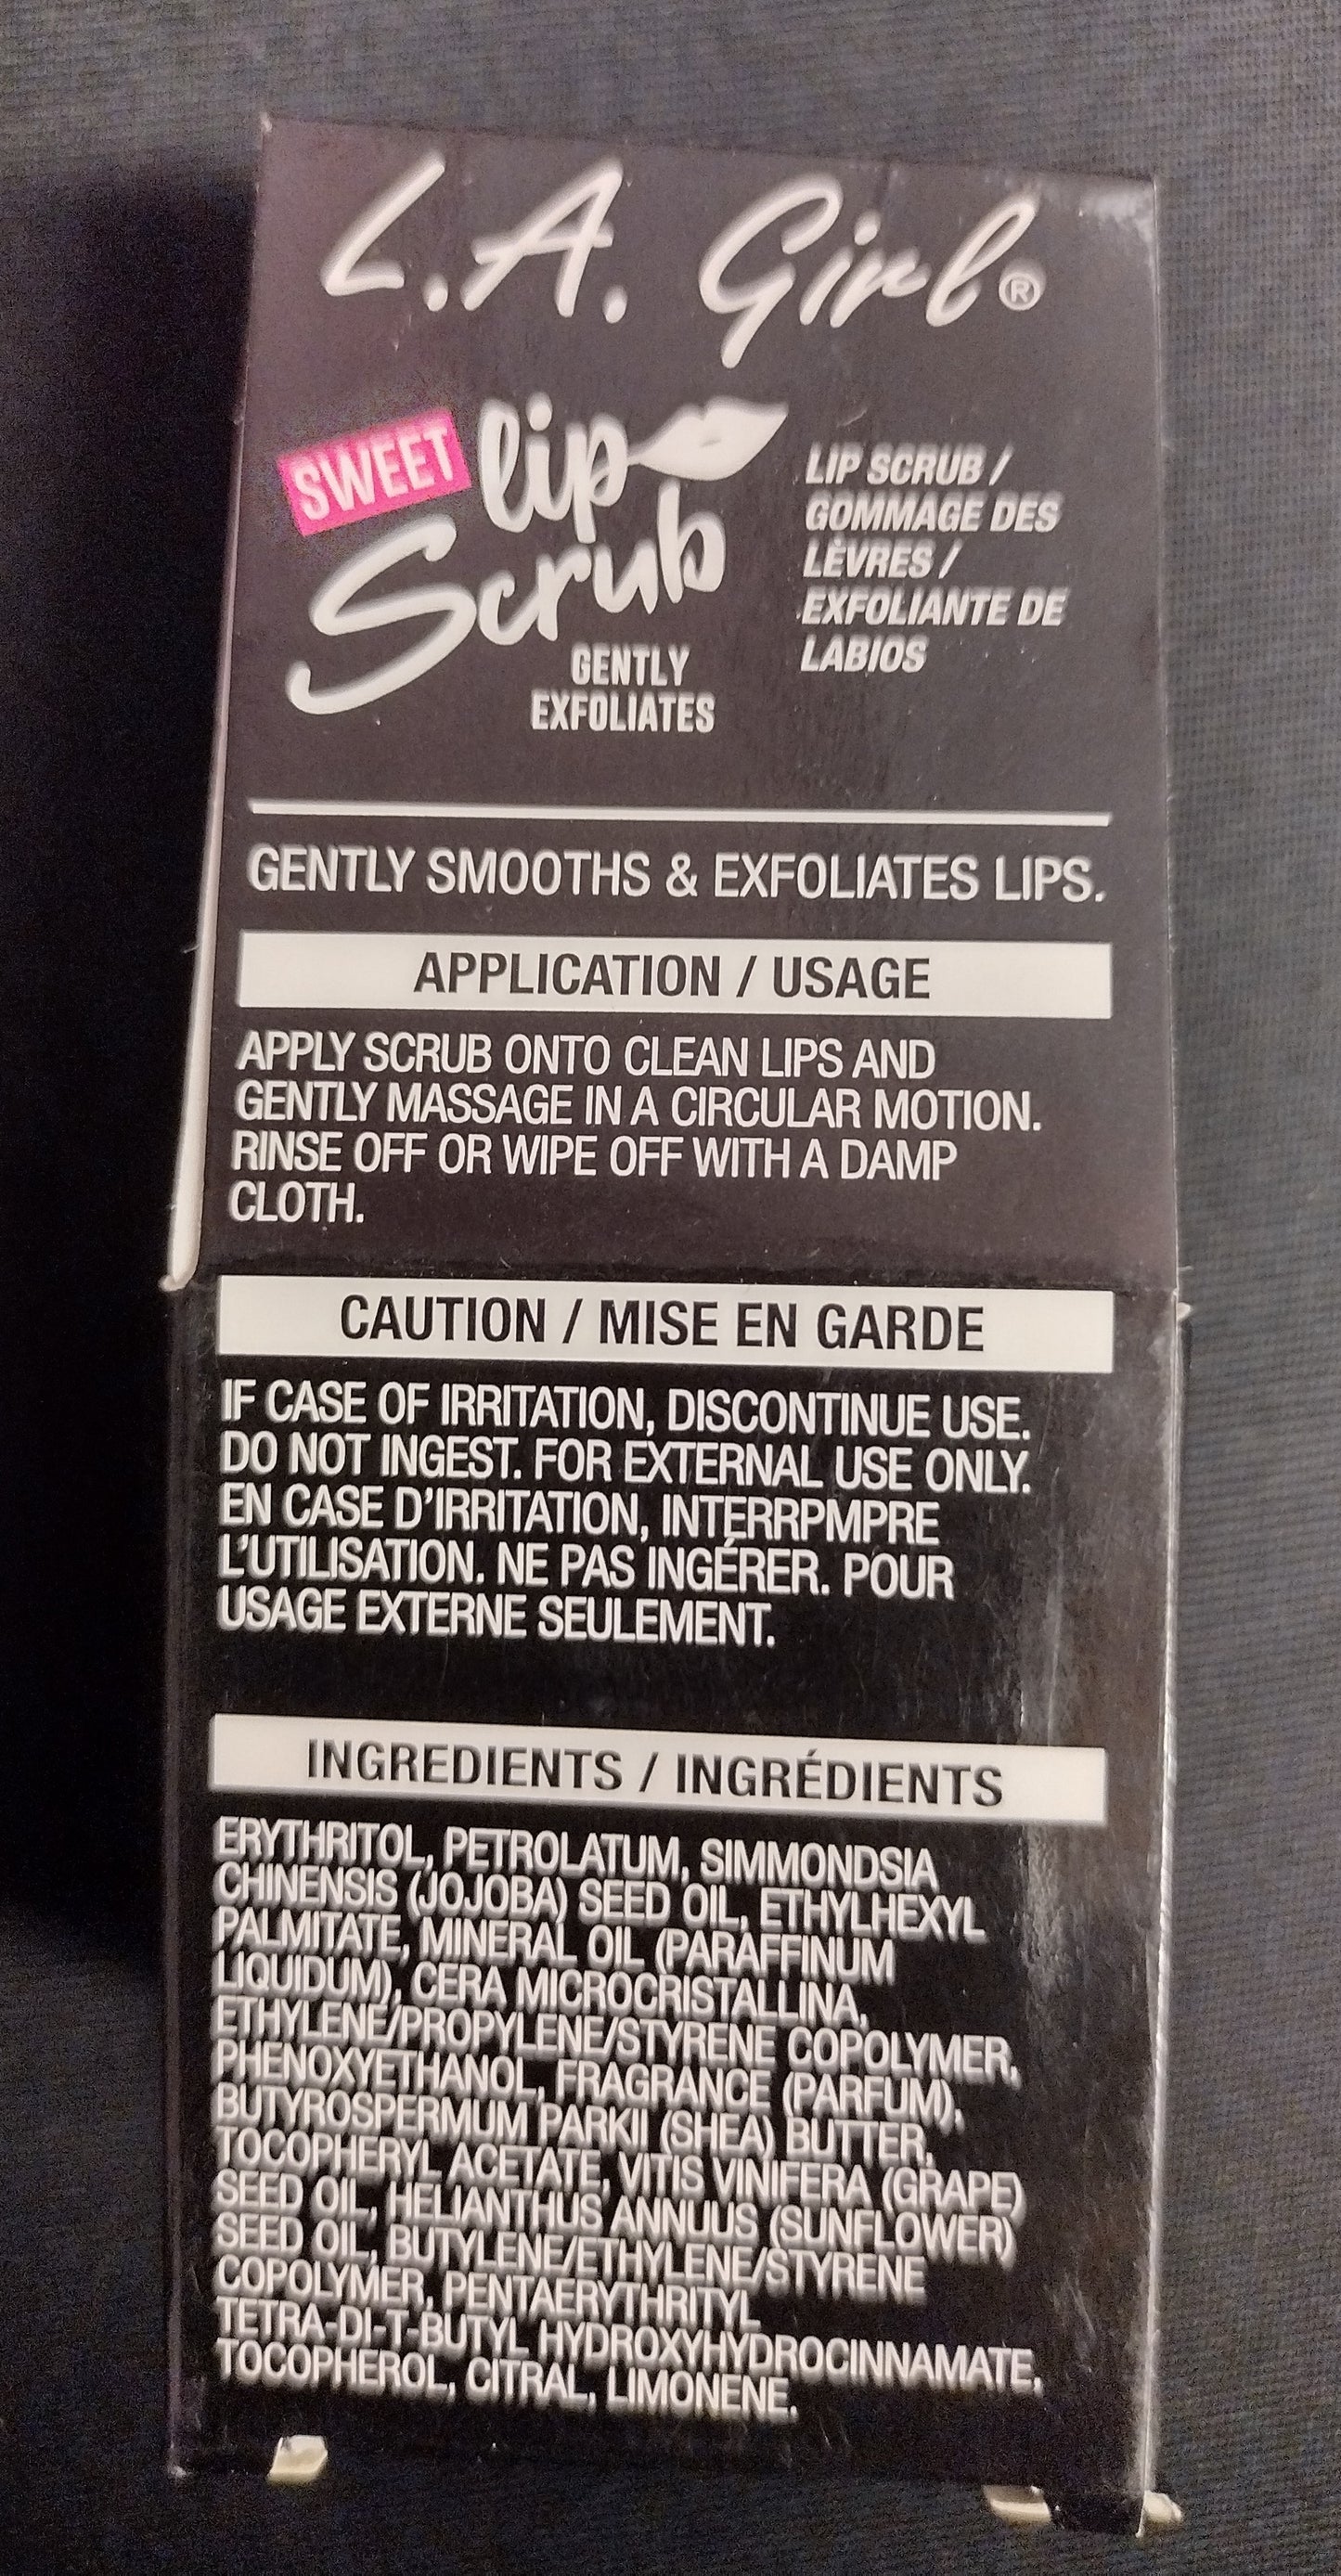 L.A. Girl®
SWEET lip
Scrub
GENTLY
EXFOLIATES
LIP SCRUB /
GOMMAGE DES
LÈVRES /
EXFOLIANTE DE
LABIOS
GENTLY SMOOTHS & EXFOLIATES LIPS.
APPLICATION / USAGE
APPLY SCRUB ONTO CLEAN LIPS AND
GENTLY MASSAGE IN A CIRCULAR MOTION.
RINSE OFF OR WIPE OFF WITH A DAMP
CLOTH.
CAUTION / MISE EN GARDE
IF CASE OF IRRITATION, DISCONTINUE USE.
DO NOT INGEST. FOR EXTERNAL USE ONLY.
EN CASE D'IRRITATION, INTERRPMPRE
L'UTILISATION. NE PAS INGÉRER. POUR
USAGE EXTERNE SEULEMENT.
INGREDIENTS / INGRÉDIENTS
ERYTHRITOL, PETROLATUM, SIMMONDSIA
CHINENSIS (JOJOBA) SEED OIL, ETHYLHEXYL
PALMITATE, MINERAL OIL (PARAFFINUM
LIQUIDUM), CERA MICROCRISTALLINA,
ETHYLENE/PROPYLENE/STYRENE COPOLYMER,
PHENOXYETHANOL, FRAGRANCE (PARFUM),
BUTYROSPERMUM PARKII (SHEA) BUTTER,
TOCOPHERYL ACETATE, VITIS VINIFERA (GRAPE)
SEED OIL, HELIANTHUS ANNUUS (SUNFLOWER)
SEED OIL, BUTYLENE/ETHYLENE/STYRENE
COPOLYMER, PENTAERYTHRITYL
TETRA-DI-T-BUTYL HYDROXYHYDROCINNAMATE,
TOCOPHEROL, CITRAL, LIMONENE.